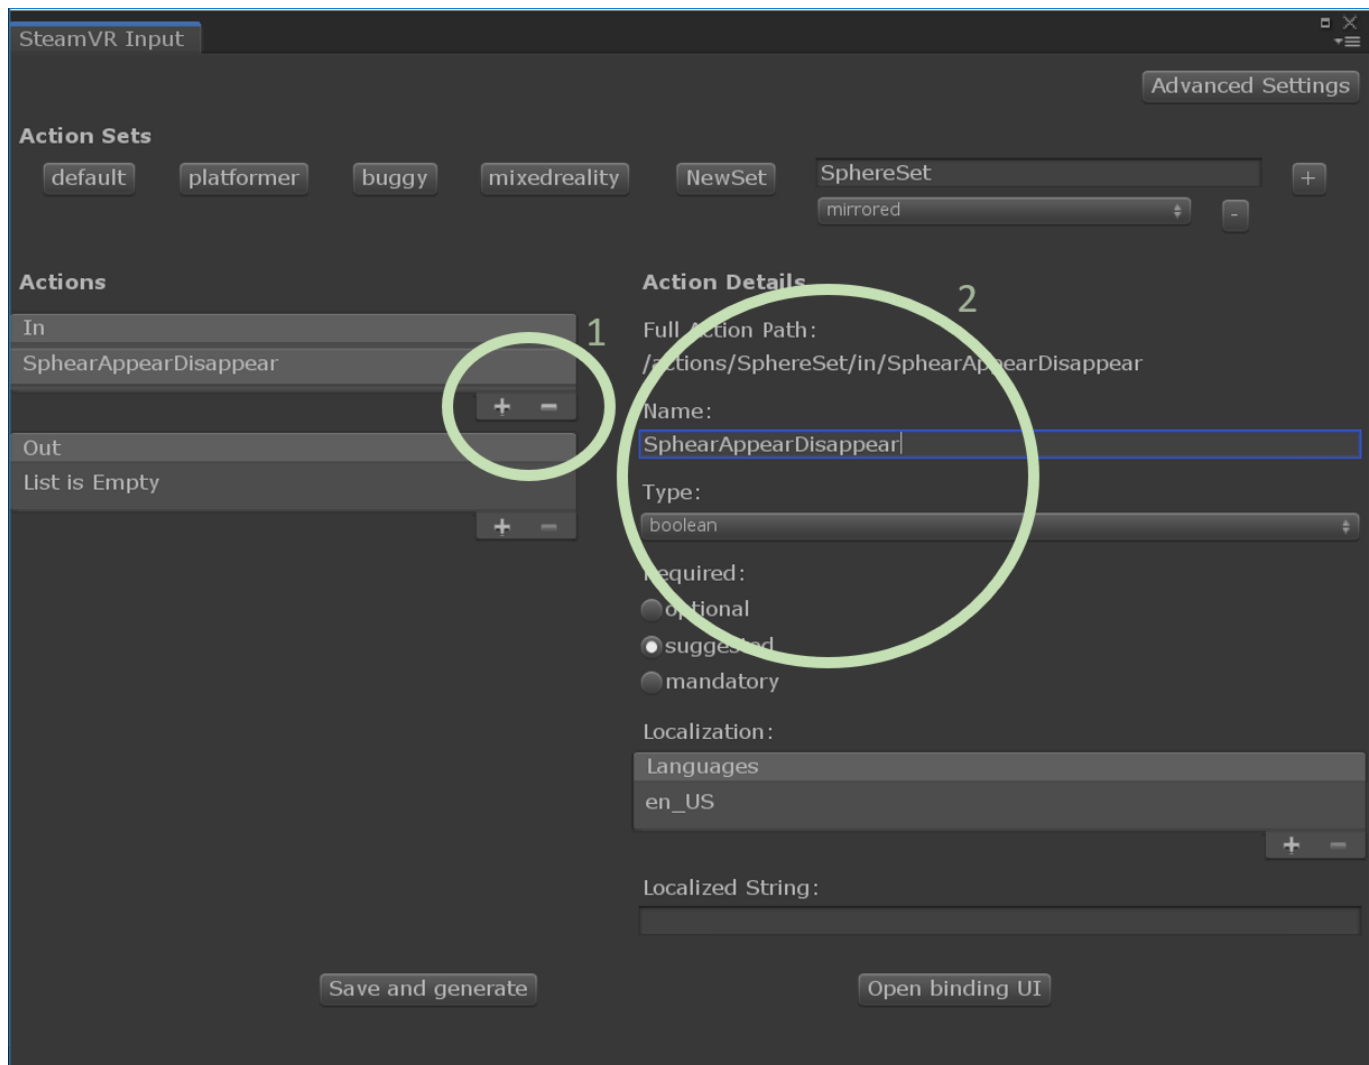 SteamVR Input
Advanced Settings
Action Sets
default platformer buggy mixedreality NewSet SphereSet +
mirrored -
Actions
In
SphearAppearDisappear
+ -
Out
List is Empty
+ -
1
Action Details
2
Full Action Path:
/actions/SphereSet/in/SphearAppearDisappear
Name:
SphearAppearDisappear
Type:
boolean
Required:
optional
suggested
mandatory
Localization:
Languages
en_US
+ -
Localized String:
Save and generate
Open binding UI